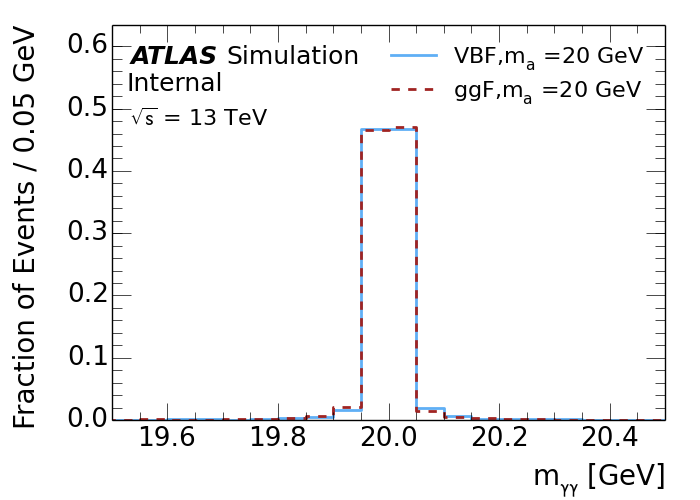 ATLAS Simulation
Internal
√s = 13 TeV
VBF,mₐ =20 GeV
ggF,mₐ =20 GeV
Fraction of Events / 0.05 GeV
0.6
0.5
0.4
0.3
0.2
0.1
0.0
19.6 19.8 20.0 20.2 20.4
m_γγ [GeV]